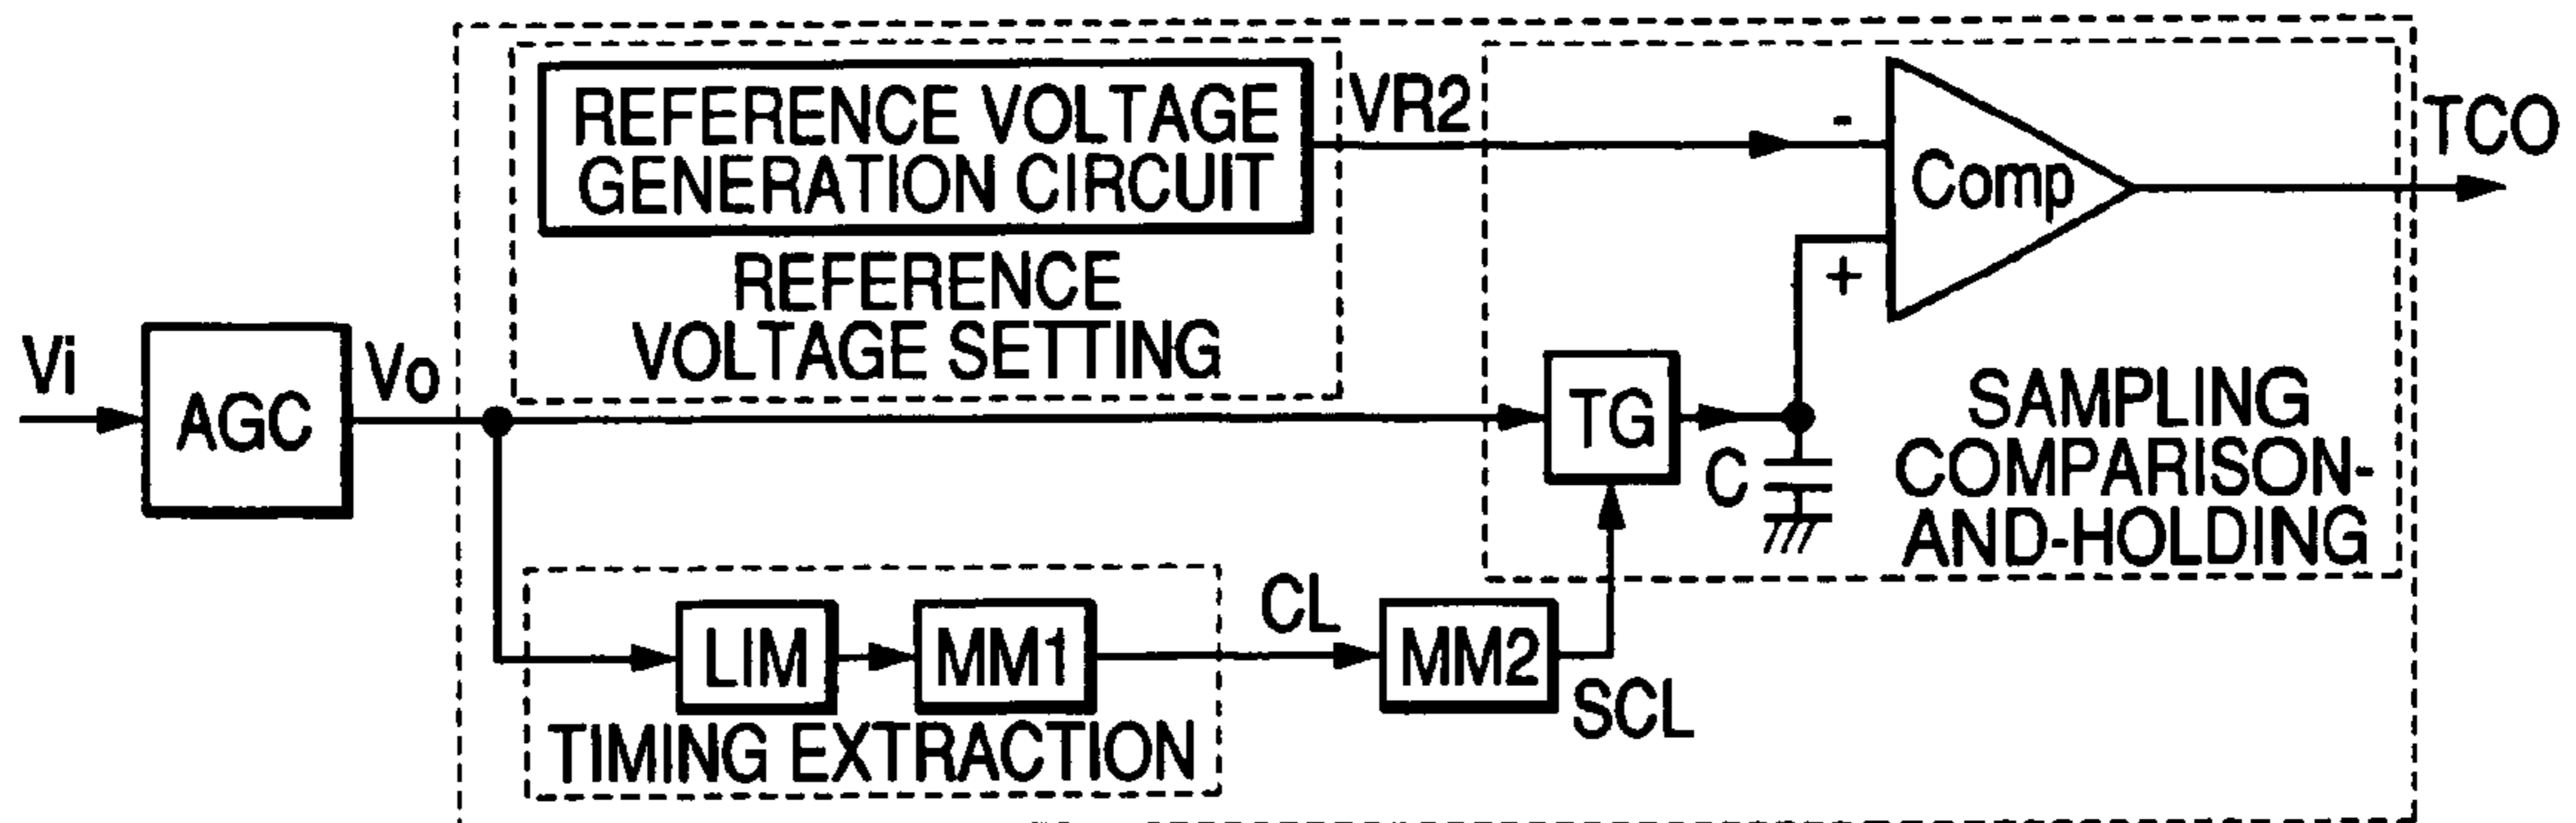 REFERENCE VOLTAGE
GENERATION CIRCUIT
REFERENCE
VOLTAGE SETTING
VR2
-
+
Comp
TCO
Vi
AGC
Vo
TG
C
SAMPLING
COMPARISON-
AND-HOLDING
LIM
MM1
TIMING EXTRACTION
CL
MM2
SCL